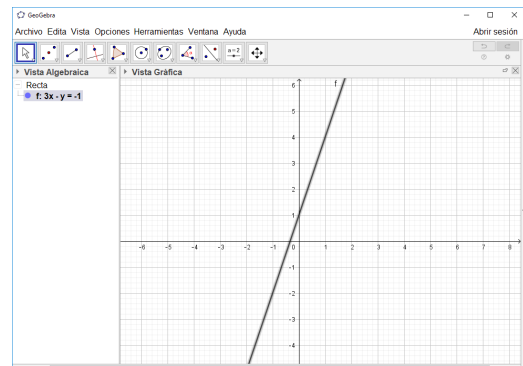 GeoGebra
Archivo Edita Vista Opciones Herramientas Ventana Ayuda
Abrir sesión
a=2
Vista Algebraica
Vista Gráfica
Recta
f: 3x - y = -1
f
6
5
4
3
2
1
-6 -5 -4 -3 -2 -1 0 1 2 3 4 5 6 7 8
-1
-2
-3
-4